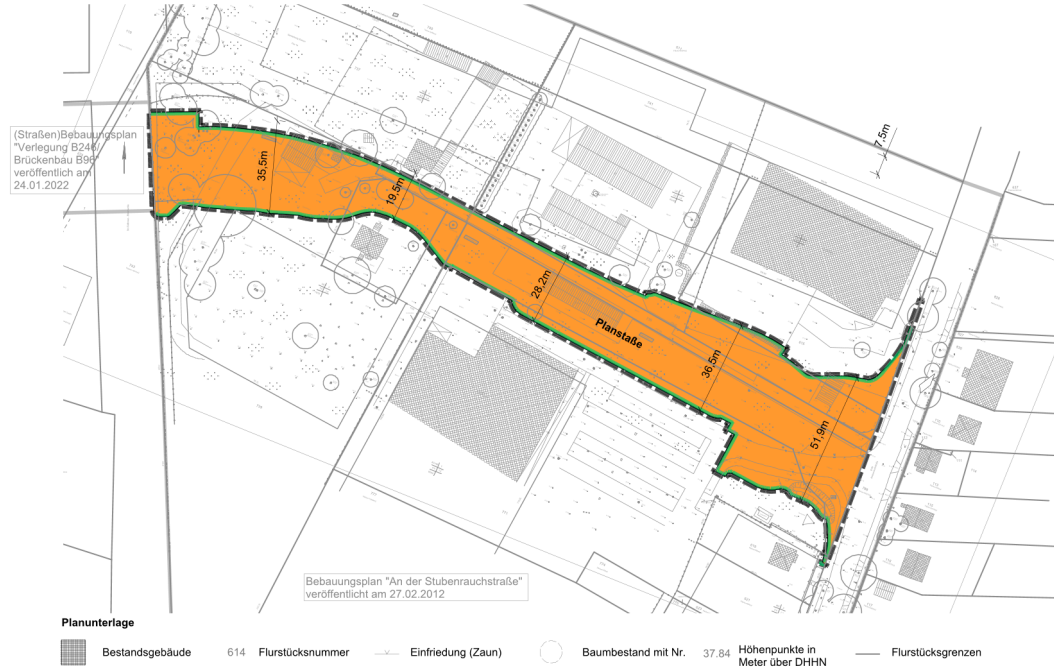 (Straßen)Bebauungsplan
"Verlegung B246/
Brückenbau B96"
veröffentlich am
24.01.2022
7.5m
35,5m
19,5m
28,2m
Planstaße
36,5m
51,9m
Bebauungsplan "An der Stubenrauchstraße"
veröffentlicht am 27.02.2012
Planunterlage
Bestandsgebäude
614 Flurstücksnummer
Einfriedung (Zaun)
Baumbestand mit Nr.
37.84 Höhenpunkte in
Meter über DHHN
Flurstücksgrenzen